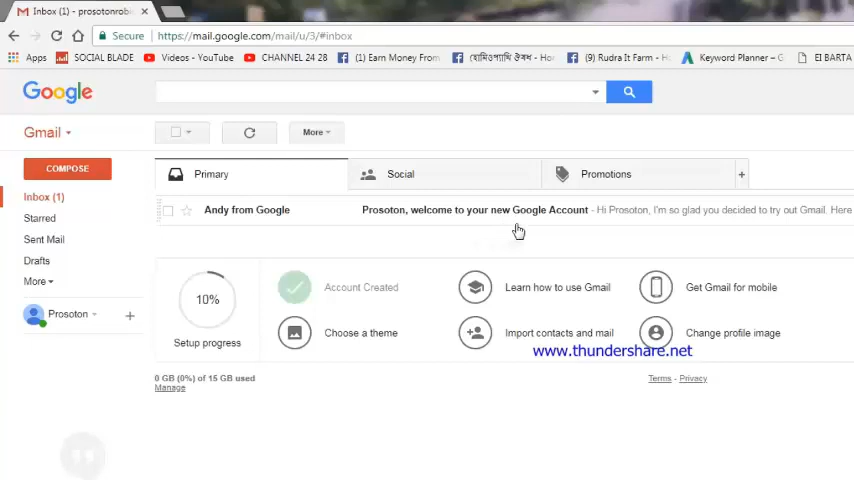 Inbox (1) - prosotonrobe
Secure https://mail.google.com/mail/u/3/#inbox
Apps SOCIAL BLADE Videos - YouTube CHANNEL 24 28 (1) Earn Money From হোমিওপ্যাথি ঔষধ - Hor (9) Rudra It Farm - Hom Keyword Planner – G EI BARTA
Google
Gmail More
COMPOSE Primary Social Promotions +
Inbox (1)
Andy from Google Prosoton, welcome to your new Google Account - Hi Prosoton, I'm so glad you decided to try out Gmail. Here
Starred
Sent Mail
Drafts
More
Prosoton +
10%
Setup progress
Account Created Learn how to use Gmail Get Gmail for mobile
Choose a theme Import contacts and mail Change profile image
www.thundershare.net
0 GB (0%) of 15 GB used
Manage
Terms - Privacy